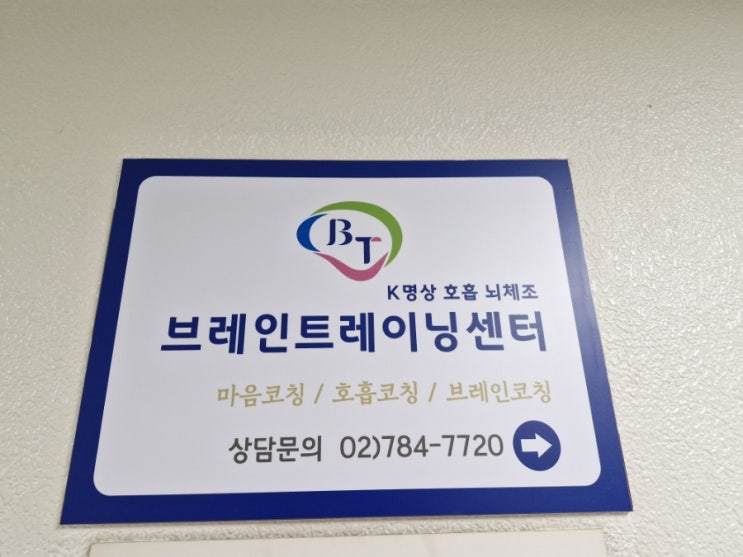 BT
K명상 호흡 뇌체조
브레인트레이닝센터
마음코칭 / 호흡코칭 / 브레인코칭
상담문의 02)784-7720